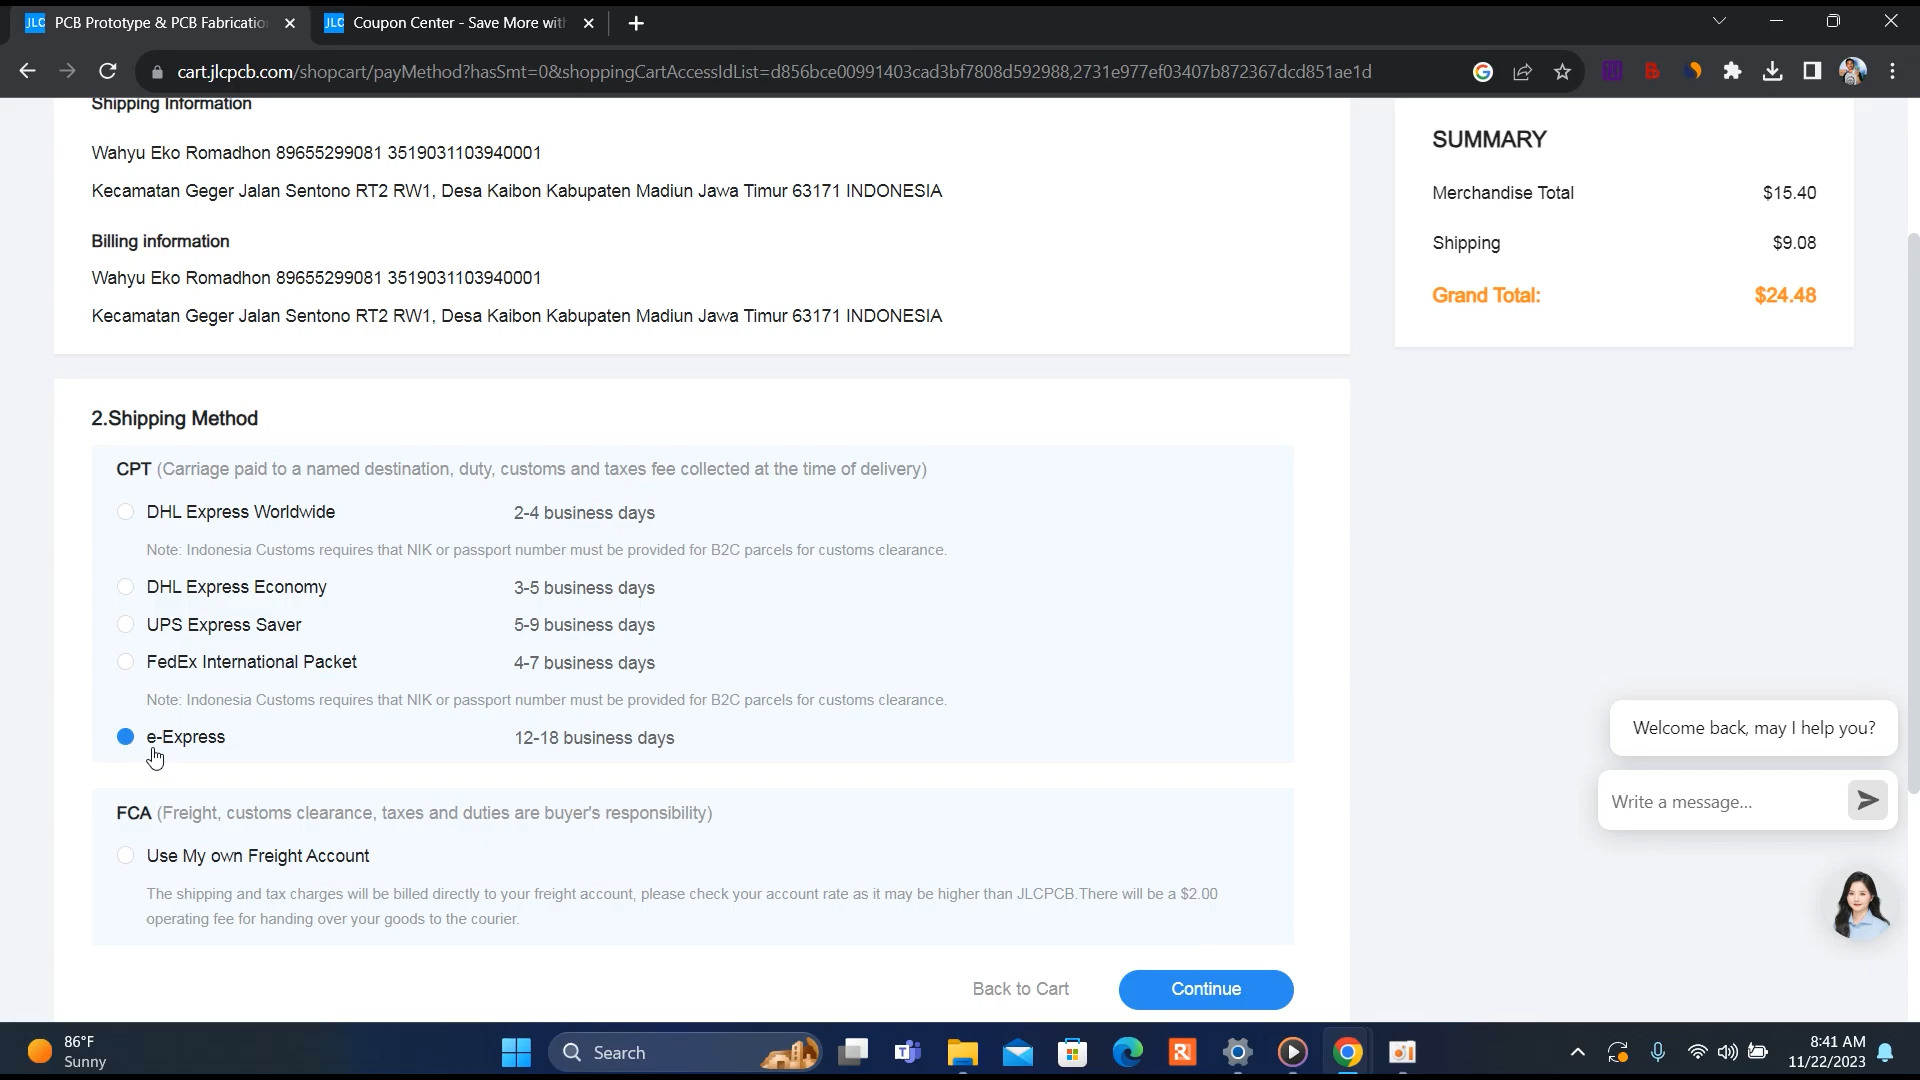 JLC PCB Prototype & PCB Fabricatio
JLC Coupon Center - Save More with
cart.jlcpcb.com/shopcart/payMethod?hasSmt=0&shoppingCartAccessIdList=d856bce00991403cad3bf7808d592988,2731e977ef03407b872367dcd851ae1d
Shipping Information
Wahyu Eko Romadhon 89655299081 3519031103940001
Kecamatan Geger Jalan Sentono RT2 RW1, Desa Kaibon Kabupaten Madiun Jawa Timur 63171 INDONESIA
Billing information
Wahyu Eko Romadhon 89655299081 3519031103940001
Kecamatan Geger Jalan Sentono RT2 RW1, Desa Kaibon Kabupaten Madiun Jawa Timur 63171 INDONESIA
SUMMARY
Merchandise Total $15.40
Shipping $9.08
Grand Total: $24.48
2.Shipping Method
CPT (Carriage paid to a named destination, duty, customs and taxes fee collected at the time of delivery)
DHL Express Worldwide 2-4 business days
Note: Indonesia Customs requires that NIK or passport number must be provided for B2C parcels for customs clearance.
DHL Express Economy 3-5 business days
UPS Express Saver 5-9 business days
FedEx International Packet 4-7 business days
Note: Indonesia Customs requires that NIK or passport number must be provided for B2C parcels for customs clearance.
e-Express 12-18 business days
FCA (Freight, customs clearance, taxes and duties are buyer's responsibility)
Use My own Freight Account
The shipping and tax charges will be billed directly to your freight account, please check your account rate as it may be higher than JLCPCB.There will be a $2.00
operating fee for handing over your goods to the courier.
Back to Cart
Continue
Welcome back, may I help you?
Write a message...
86°F
Sunny
Search
8:41 AM
11/22/2023